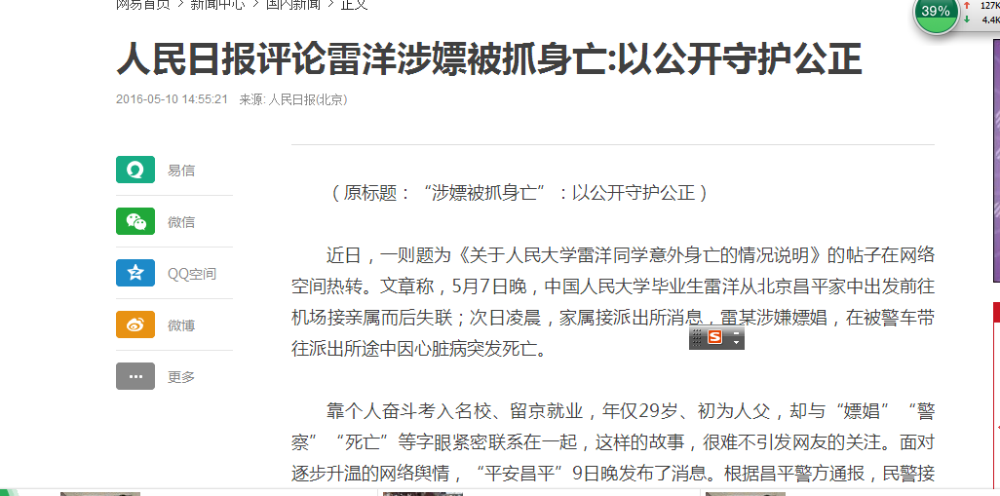 网易首页 > 新闻中心 > 国内新闻 > 正文
39%
127K
4.4K
人民日报评论雷洋涉嫖被抓身亡:以公开守护公正
2016-05-10 14:55:21 来源: 人民日报(北京)
易信
微信
QQ空间
微博
更多
（原标题：“涉嫖被抓身亡”：以公开守护公正）
近日，一则题为《关于人民大学雷洋同学意外身亡的情况说明》的帖子在网络
空间热转。文章称，5月7日晚，中国人民大学毕业生雷洋从北京昌平家中出发前往
机场接亲属而后失联；次日凌晨，家属接派出所消息，雷某涉嫌嫖娼，在被警车带
往派出所途中因心脏病突发死亡。
S
靠个人奋斗考入名校、留京就业，年仅29岁、初为人父，却与“嫖娼”“警
察”“死亡”等字眼紧密联系在一起，这样的故事，很难不引发网友的关注。面对
逐步升温的网络舆情，“平安昌平”9日晚发布了消息。根据昌平警方通报，民警接